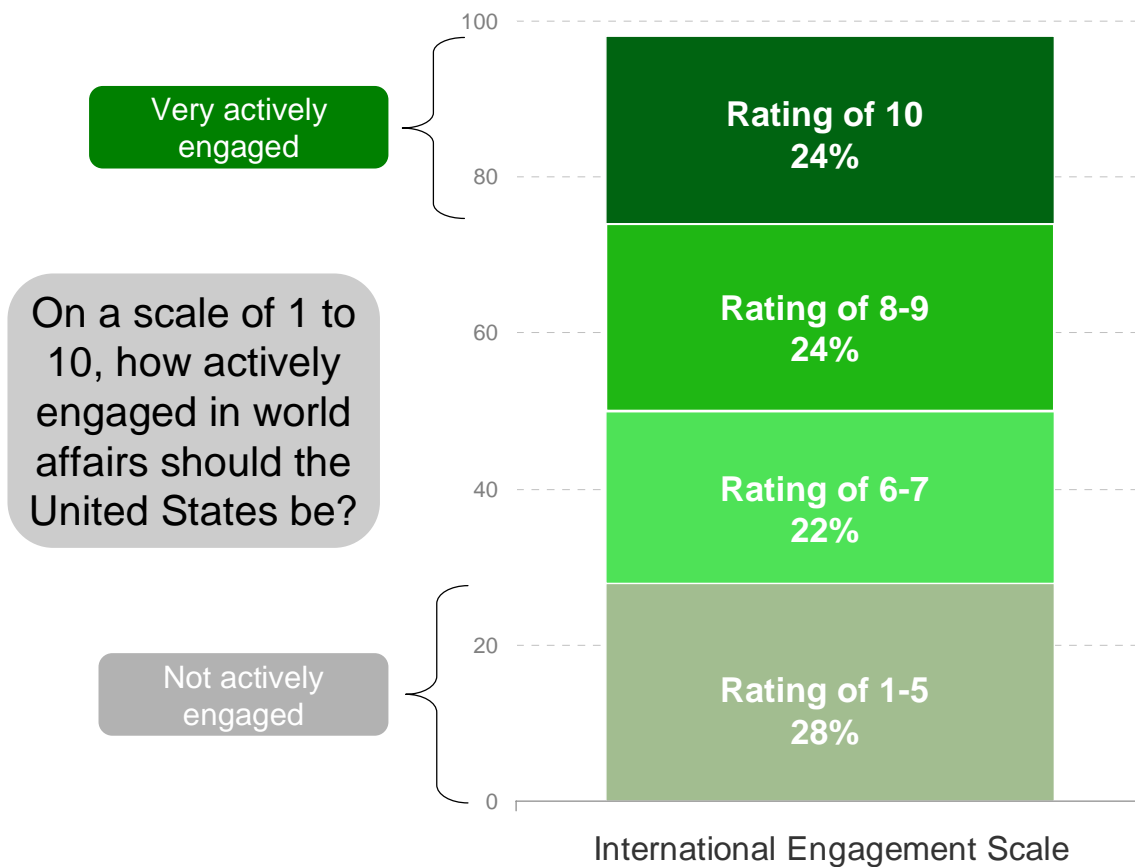 100
Very actively
engaged
Rating of 10
24%
80
On a scale of 1 to
10, how actively
engaged in world
affairs should the
United States be?
Rating of 8-9
24%
60
Rating of 6-7
22%
40
20
Not actively
engaged
Rating of 1-5
28%
0
International Engagement Scale